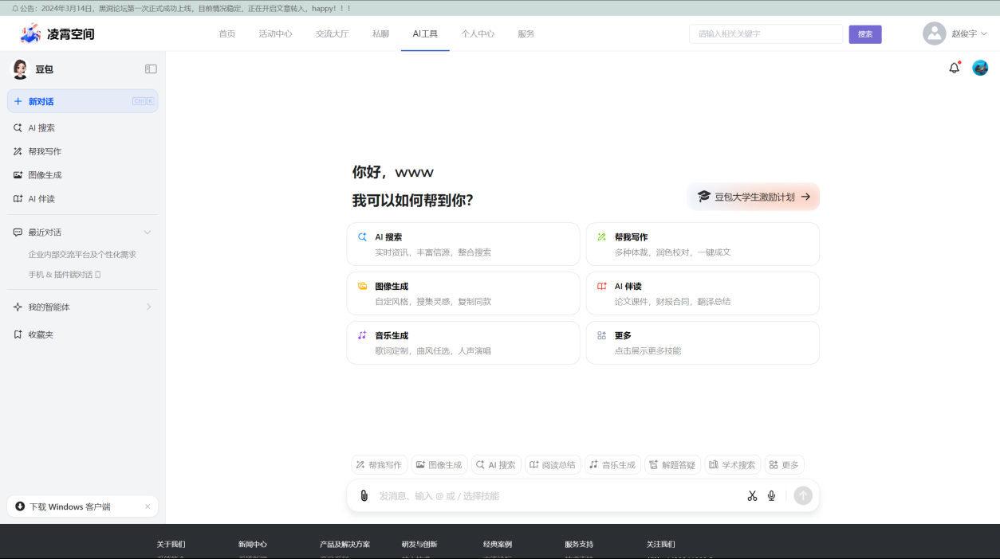 公告：2024年3月14日，黑洞论坛第一次正式成功上线，目前情况稳定，正在开启文章转入，happy！！！
凌霄空间
首页 活动中心 交流大厅 私聊 AI工具 个人中心 服务
请输入相关关键字
搜索
赵俊宇
豆包
新对话
Ctrl K
AI 搜索
帮我写作
图像生成
AI 伴读
最近对话
企业内部交流平台及个性化需求
手机 & 插件端对话
我的智能体
收藏夹
下载 Windows 客户端
你好，www
我可以如何帮到你？
豆包大学生激励计划
AI 搜索
实时资讯，丰富信源，整合搜索
帮我写作
多种体裁，润色校对，一键成文
图像生成
自定风格，搜集灵感，复制同款
AI 伴读
论文课件，财报合同，翻译总结
音乐生成
歌词定制，曲风任选，人声演唱
更多
点击展示更多技能
帮我写作 图像生成 AI 搜索 阅读总结 音乐生成 解题答疑 学术搜索 更多
发消息、输入 @ 或 / 选择技能
关于我们 新闻中心 产品及解决方案 研发与创新 经典案例 服务支持 关注我们